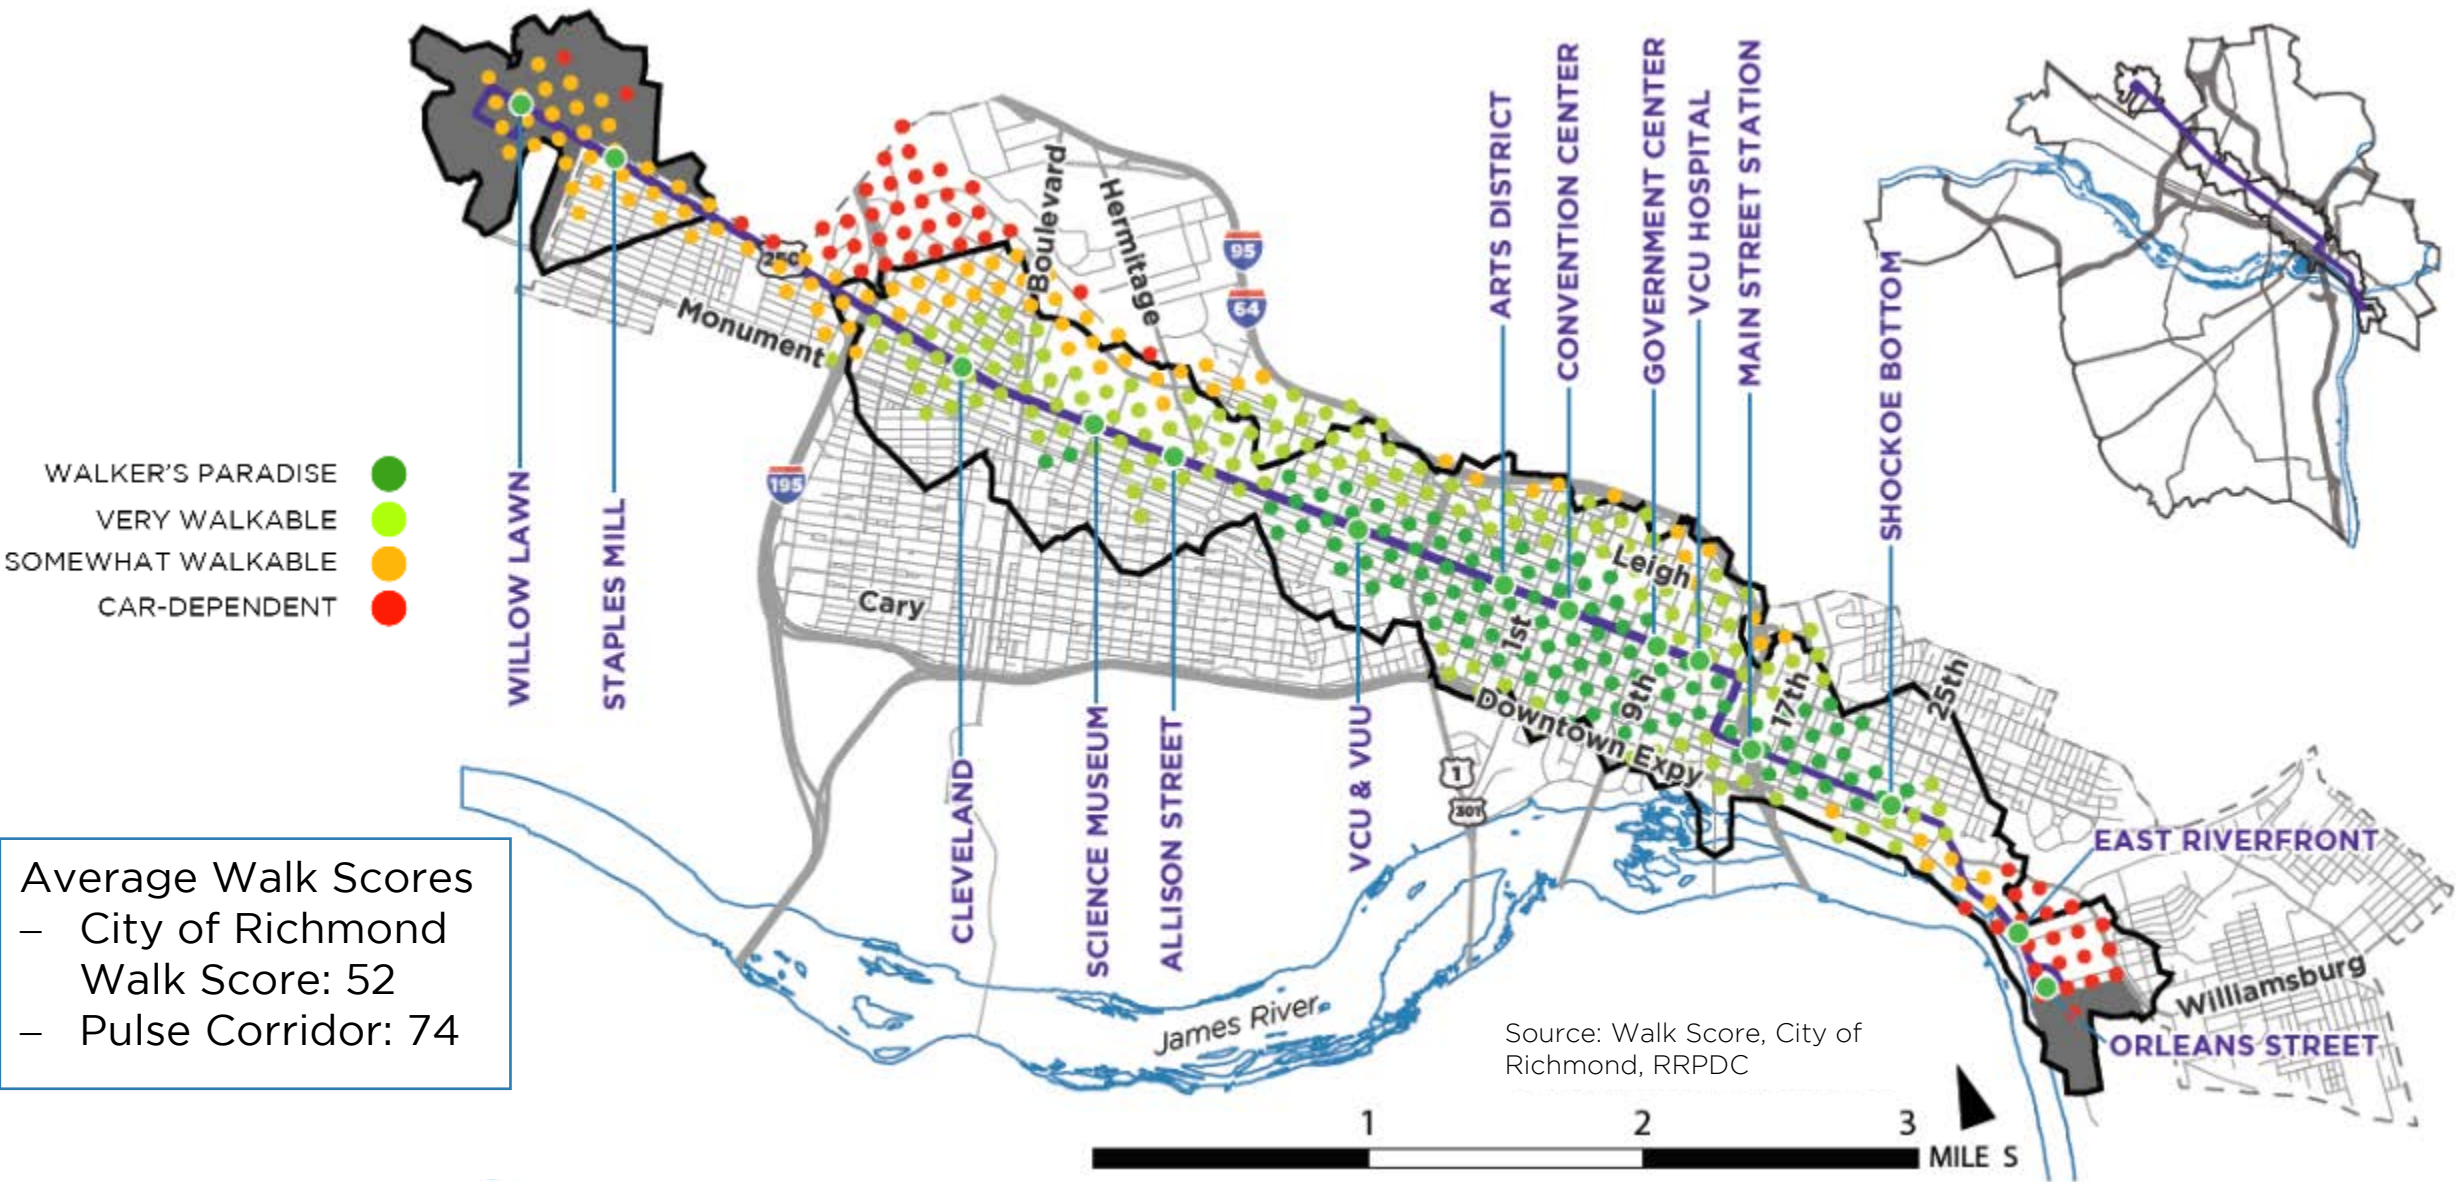 WALKER'S PARADISE
VERY WALKABLE
SOMEWHAT WALKABLE
CAR-DEPENDENT
WILLOW LAWN
STAPLES MILL
CLEVELAND
SCIENCE MUSEUM
ALLISON STREET
VCU & VUU
ARTS DISTRICT
CONVENTION CENTER
GOVERNMENT CENTER
VCU HOSPITAL
MAIN STREET STATION
SHOCKOE BOTTOM
EAST RIVERFRONT
ORLEANS STREET
250
Monument
Boulevard
Hermitage
95
64
195
Cary
Leigh
1st
9th
17th
25th
Downtown Expy
1
301
James River
Williamsburg
Average Walk Scores
– City of Richmond
Walk Score: 52
– Pulse Corridor: 74
Source: Walk Score, City of
Richmond, RRPDC
1 2 3
MILE S